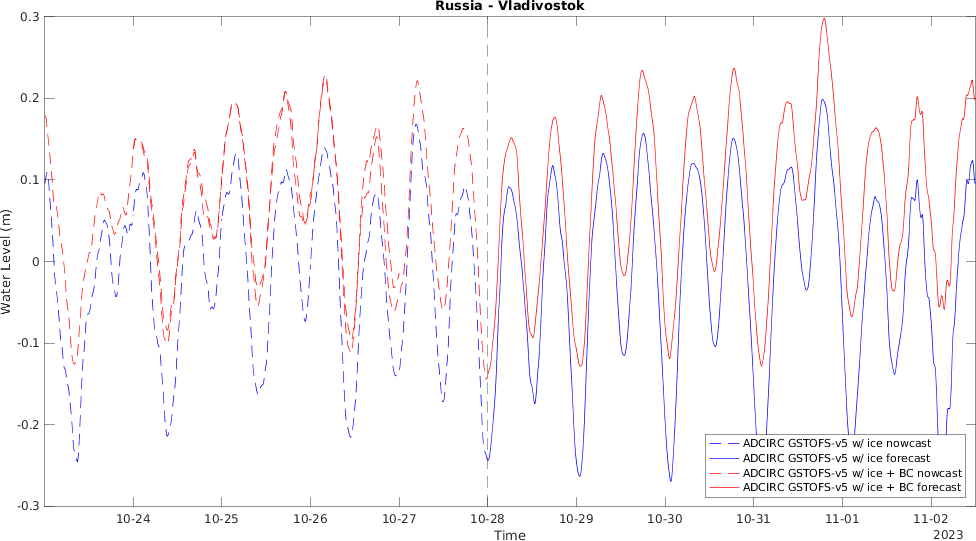 Russia - Vladivostok
0.3
0.2
0.1
0
-0.1
-0.2
-0.3
Water Level (m)
ADCIRC GSTOFS-v5 w/ ice nowcast
ADCIRC GSTOFS-v5 w/ ice forecast
ADCIRC GSTOFS-v5 w/ ice + BC nowcast
ADCIRC GSTOFS-v5 w/ ice + BC forecast
10-24 10-25 10-26 10-27 10-28 10-29 10-30 10-31 11-01 11-02
Time
2023